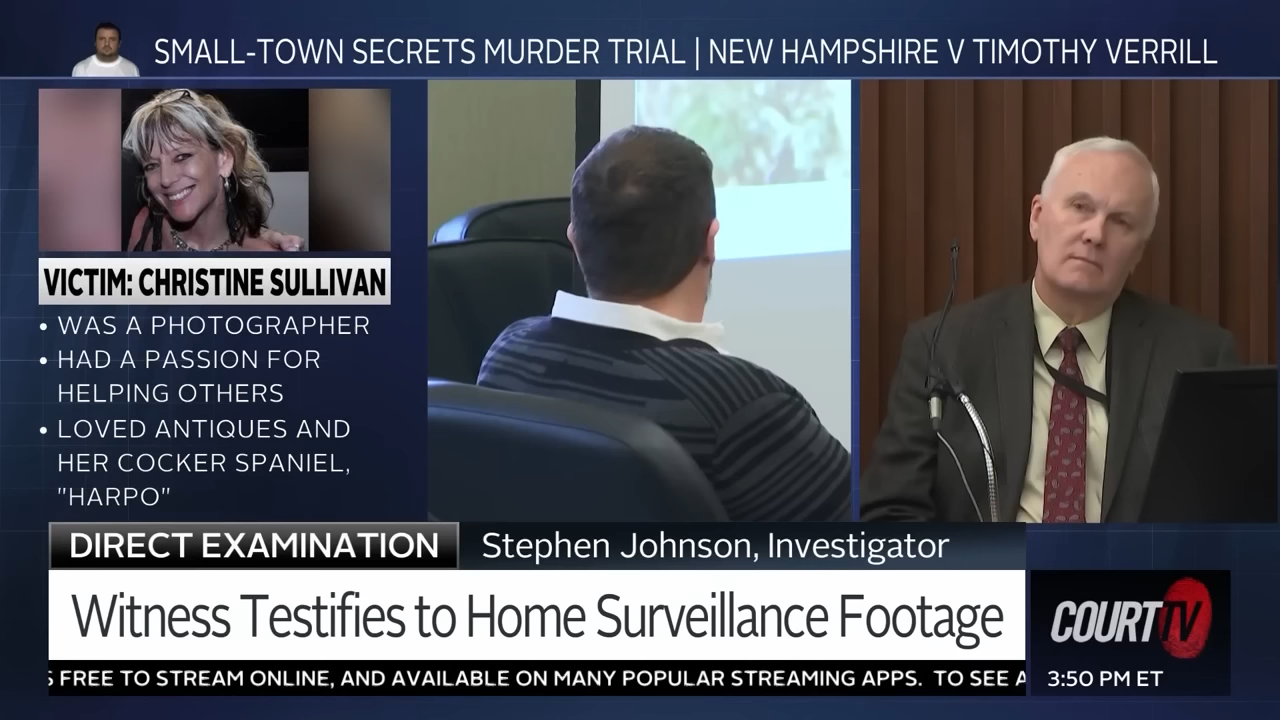 SMALL-TOWN SECRETS MURDER TRIAL | NEW HAMPSHIRE V TIMOTHY VERRILL
VICTIM: CHRISTINE SULLIVAN
• WAS A PHOTOGRAPHER
• HAD A PASSION FOR
HELPING OTHERS
• LOVED ANTIQUES AND
HER COCKER SPANIEL,
"HARPO"
DIRECT EXAMINATION
Stephen Johnson, Investigator
Witness Testifies to Home Surveillance Footage
COURT TV
FREE TO STREAM ONLINE, AND AVAILABLE ON MANY POPULAR STREAMING APPS. TO SEE
3:50 PM ET